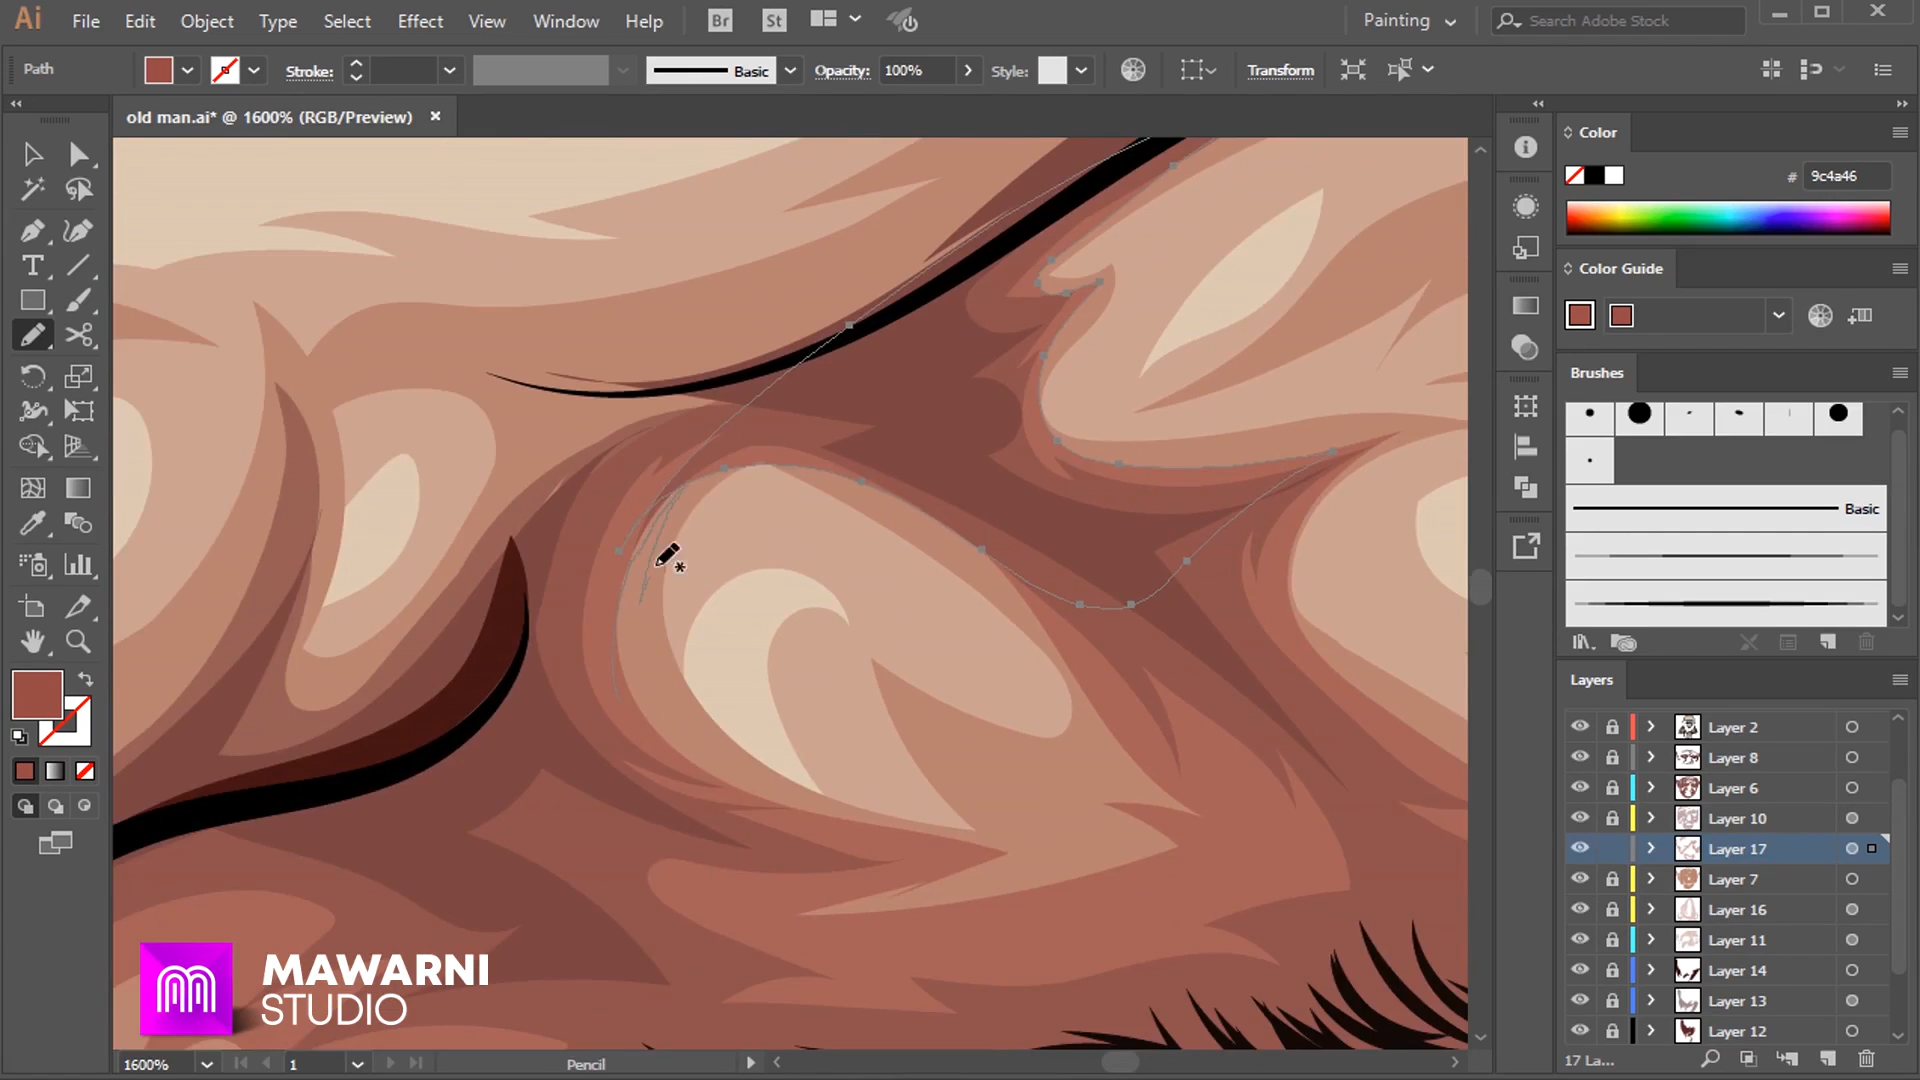 Ai File Edit Object Type Select Effect View Window Help Br St Painting Search Adobe Stock
Path Stroke: Basic Opacity: 100% Style: Transform
old man.ai* @ 1600% (RGB/Preview)
Color
# 9c4a46
Color Guide
Brushes
Basic
Layers
Layer 2
Layer 8
Layer 6
Layer 10
Layer 17
Layer 7
Layer 16
Layer 11
Layer 14
Layer 13
Layer 12
17 La...
MAWARNI
STUDIO
1600% 1 Pencil